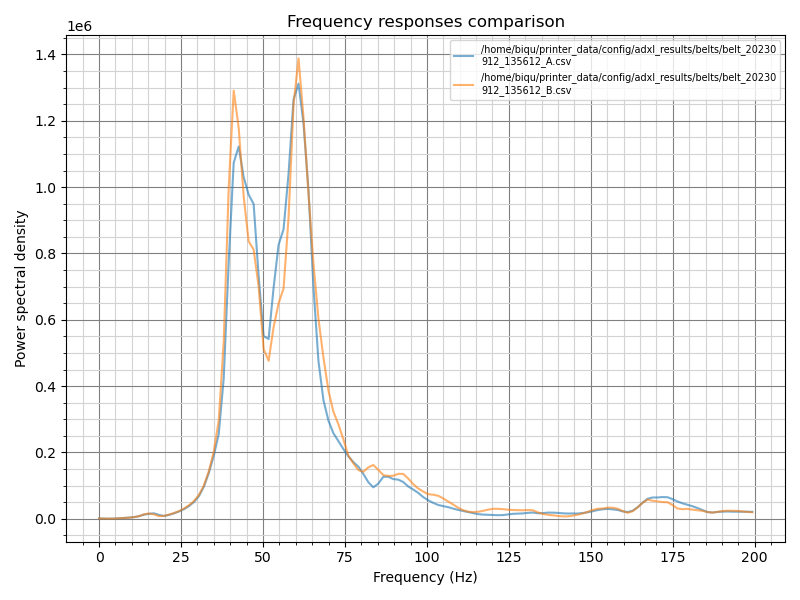 Frequency responses comparison
1e6
/home/biqu/printer_data/config/adxl_results/belts/belt_20230
912_135612_A.csv
/home/biqu/printer_data/config/adxl_results/belts/belt_20230
912_135612_B.csv
1.4
1.2
1.0
0.8
0.6
0.4
0.2
0.0
Power spectral density
0 25 50 75 100 125 150 175 200
Frequency (Hz)